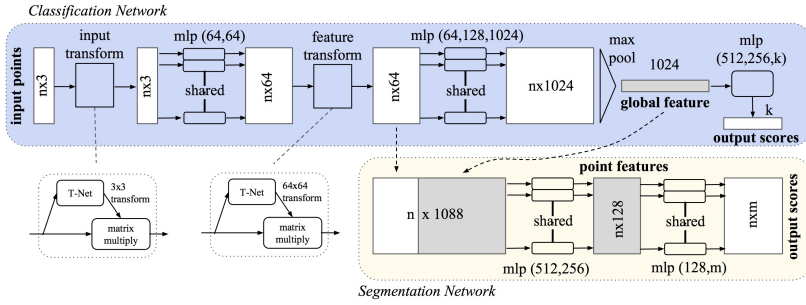 Classification Network
input points
nx3
input
transform
nx3
mlp (64,64)
shared
nx64
feature
transform
nx64
mlp (64,128,1024)
shared
nx1024
max
pool
1024
global feature
mlp
(512,256,k)
k
output scores
T-Net
3x3
transform
matrix
multiply
T-Net
64x64
transform
matrix
multiply
point features
n x 1088
shared
mlp (512,256)
nx128
shared
mlp (128,m)
nxm
output scores
Segmentation Network